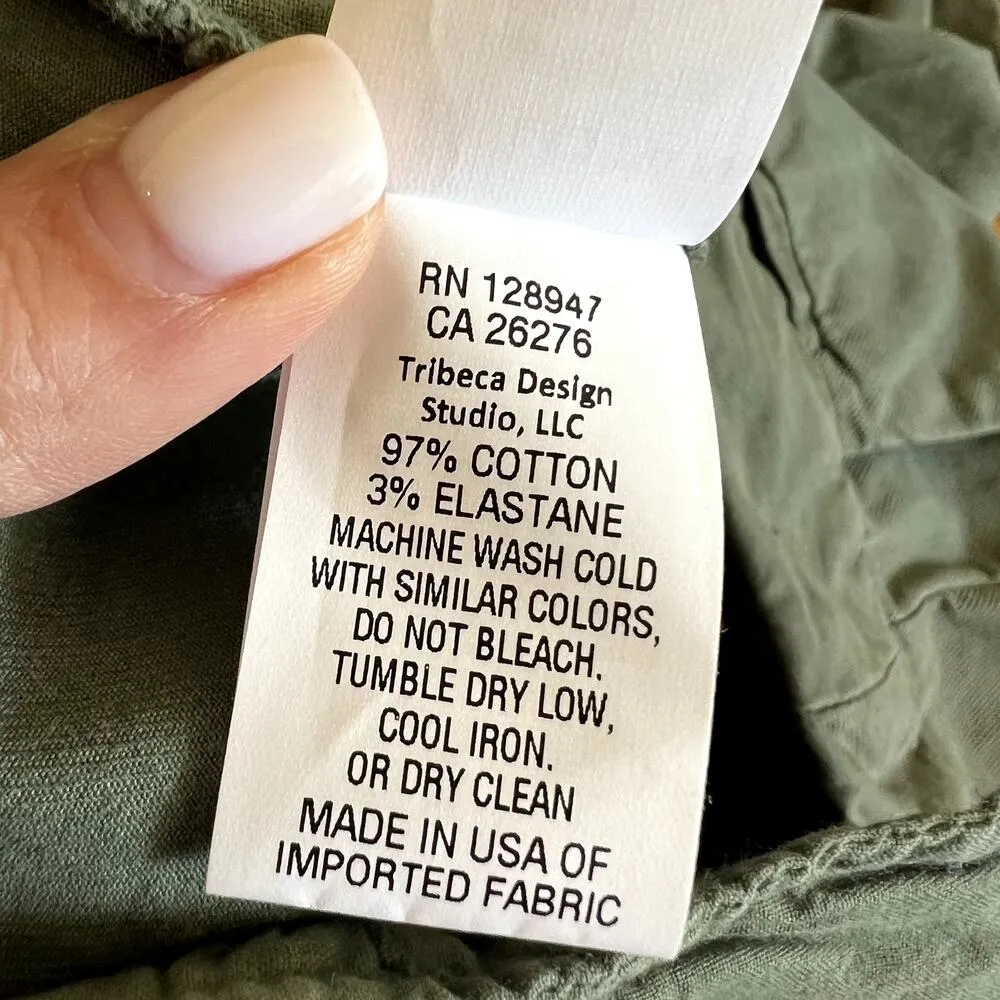 RN 128947
CA 26276
Tribeca Design
Studio, LLC
97% COTTON
3% ELASTANE
MACHINE WASH COLD
WITH SIMILAR COLORS,
DO NOT BLEACH.
TUMBLE DRY LOW,
COOL IRON.
OR DRY CLEAN
MADE IN USA OF
IMPORTED FABRIC